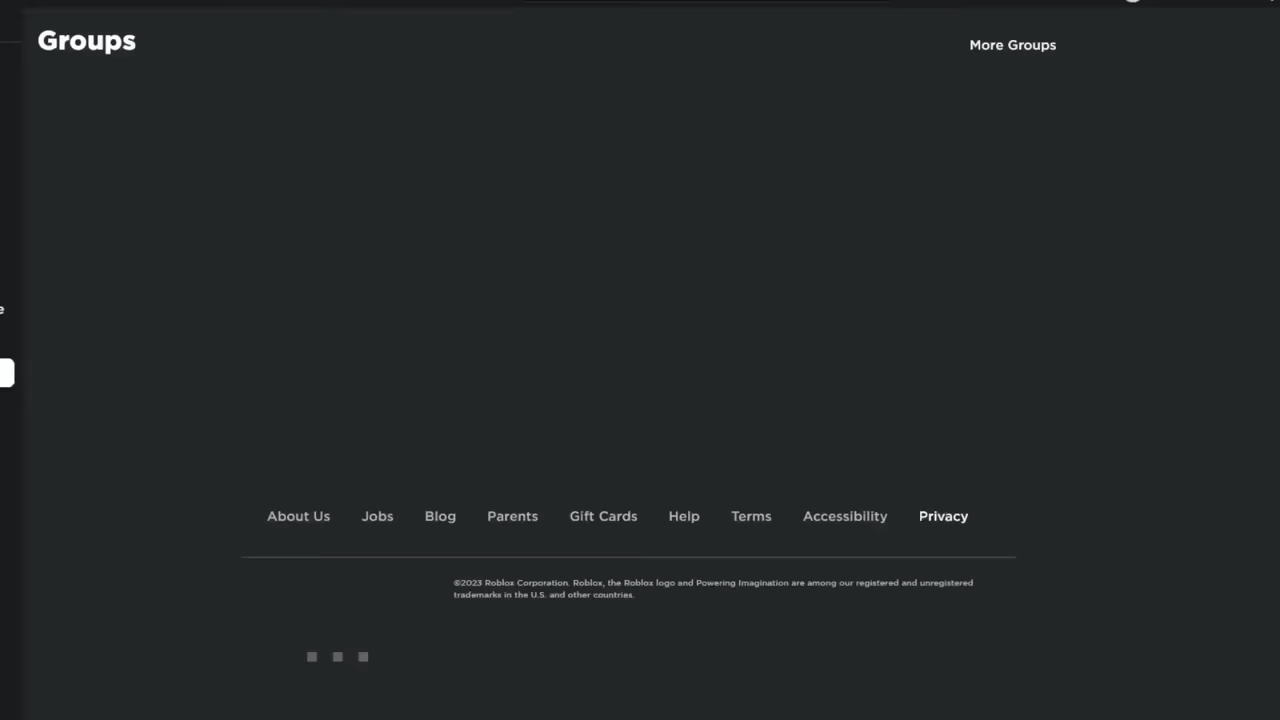 Groups
More Groups
e
About Us Jobs Blog Parents Gift Cards Help Terms Accessibility Privacy
©2023 Roblox Corporation. Roblox, the Roblox logo and Powering Imagination are among our registered and unregistered
trademarks in the U.S. and other countries.